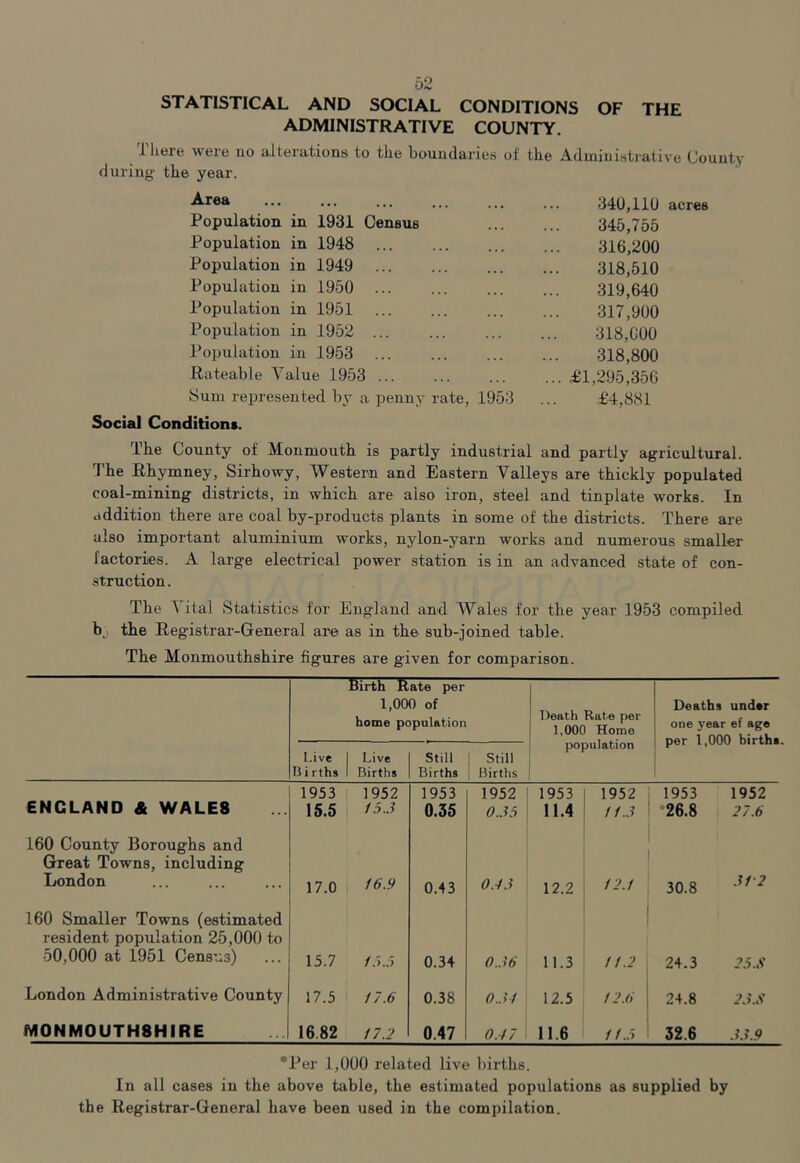 52
STATISTICAL AND SOCIAL CONDITIONS OF THE
ADMINISTRATIVE COUNTY.
There were no alterations to the boundaries of the Administrative County
during the year.
Area ... ... ... ... ... ... 340,110 acres
Population in 1931 Census ... ... 345,755
Population in 1948 ... ... ... ... 316,200
Population in 1949 ... ... ... ... 318,510
Population in 1950 ... ... ... ... 319,640
Population in 1951 ... ... ... ... 317,900
Population in 1952 ... ... ... ... 318,600
Population in 1953 ... ... ... ... 318,800
Rateable Value 1953 ... ... ... ... £1,295,356
Sum represented by a penny rate, 1953 ... £4,881
Social Conditions.
The County of Monmouth is partly industrial and partly agricultural.
The Rhymney, Sirhowy, Western and Eastern Valleys are thickly populated
coal-mining districts, in which are also iron, steel and tinplate works. In
addition there are coal by-products plants in some of the districts. There are
also important aluminium works, nylon-yarn works and numerous smaller
factories. A large electrical power station is in an advanced state of con-
struction.
The Vital Statistics for England and Wales for the year 1953 compiled
by the Registrar-General are as in the sub-joined table.
The Monmouthshire figures are given for comparison.
Birth Rate per
1,000 of
home population
Death Rate per
1,000 Home
population
Deaths under
one year of age
per 1,000 births.
Live Births Live Births Still Births Still Births
1953 1952 1953 1952 1953 1952 1953 1952
ENGLAND & WALES ... 15.5 15.3 0.35 0.35 11.4 11.3 *26.8 27.6
160 County Boroughs and
Great Towns, including
London ... ... ... 17.0 16.9 0.43 0.43 12.2 12.1 30.8 31·2
160 Smaller Towns (estimated
resident population 25,000 to
50,000 at 1951 Census) ... 15.7 15.5 0.34 0.36 11.3 11.2 24.3 25.8
London Administrative County 17.5 17.6 0.38 0.34 12.5 12.6 24.8 23.8
MONMOUTHSHIRE ... 16.82 17.2 0.47 0.47 11.6 11.5 32.6 33.9
*Per 1,000 related live births.
In all cases in the above table, the estimated populations as supplied by
the Registrar-General have been used in the compilation.